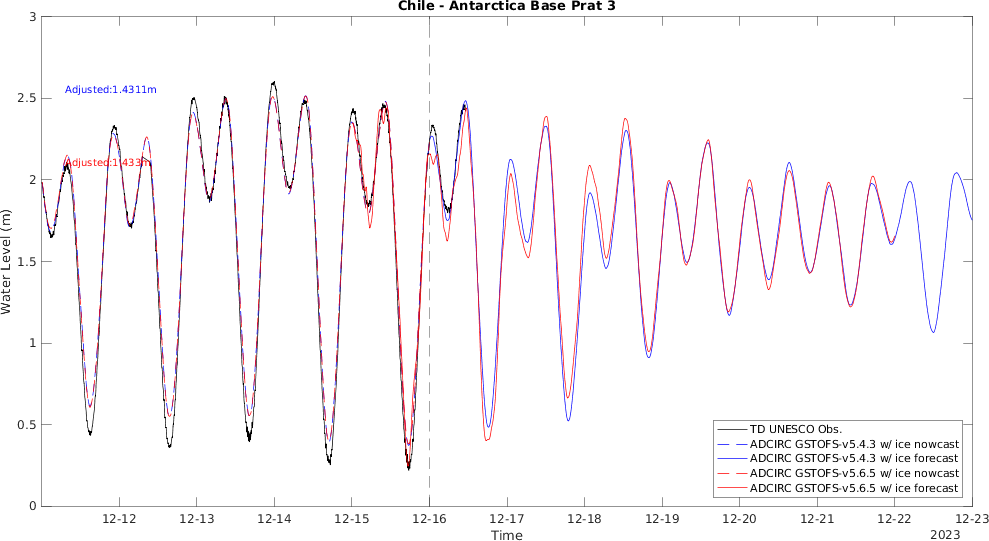 Chile - Antarctica Base Prat 3
3
2.5
2
1.5
1
0.5
0
Water Level (m)
Adjusted:1.4311m
Adjusted:1.433m
12-12
12-13
12-14
12-15
12-16
12-17
12-18
12-19
12-20
12-21
12-22
12-23
Time
2023
TD UNESCO Obs.
ADCIRC GSTOFS-v5.4.3 w/ ice nowcast
ADCIRC GSTOFS-v5.4.3 w/ ice forecast
ADCIRC GSTOFS-v5.6.5 w/ ice nowcast
ADCIRC GSTOFS-v5.6.5 w/ ice forecast